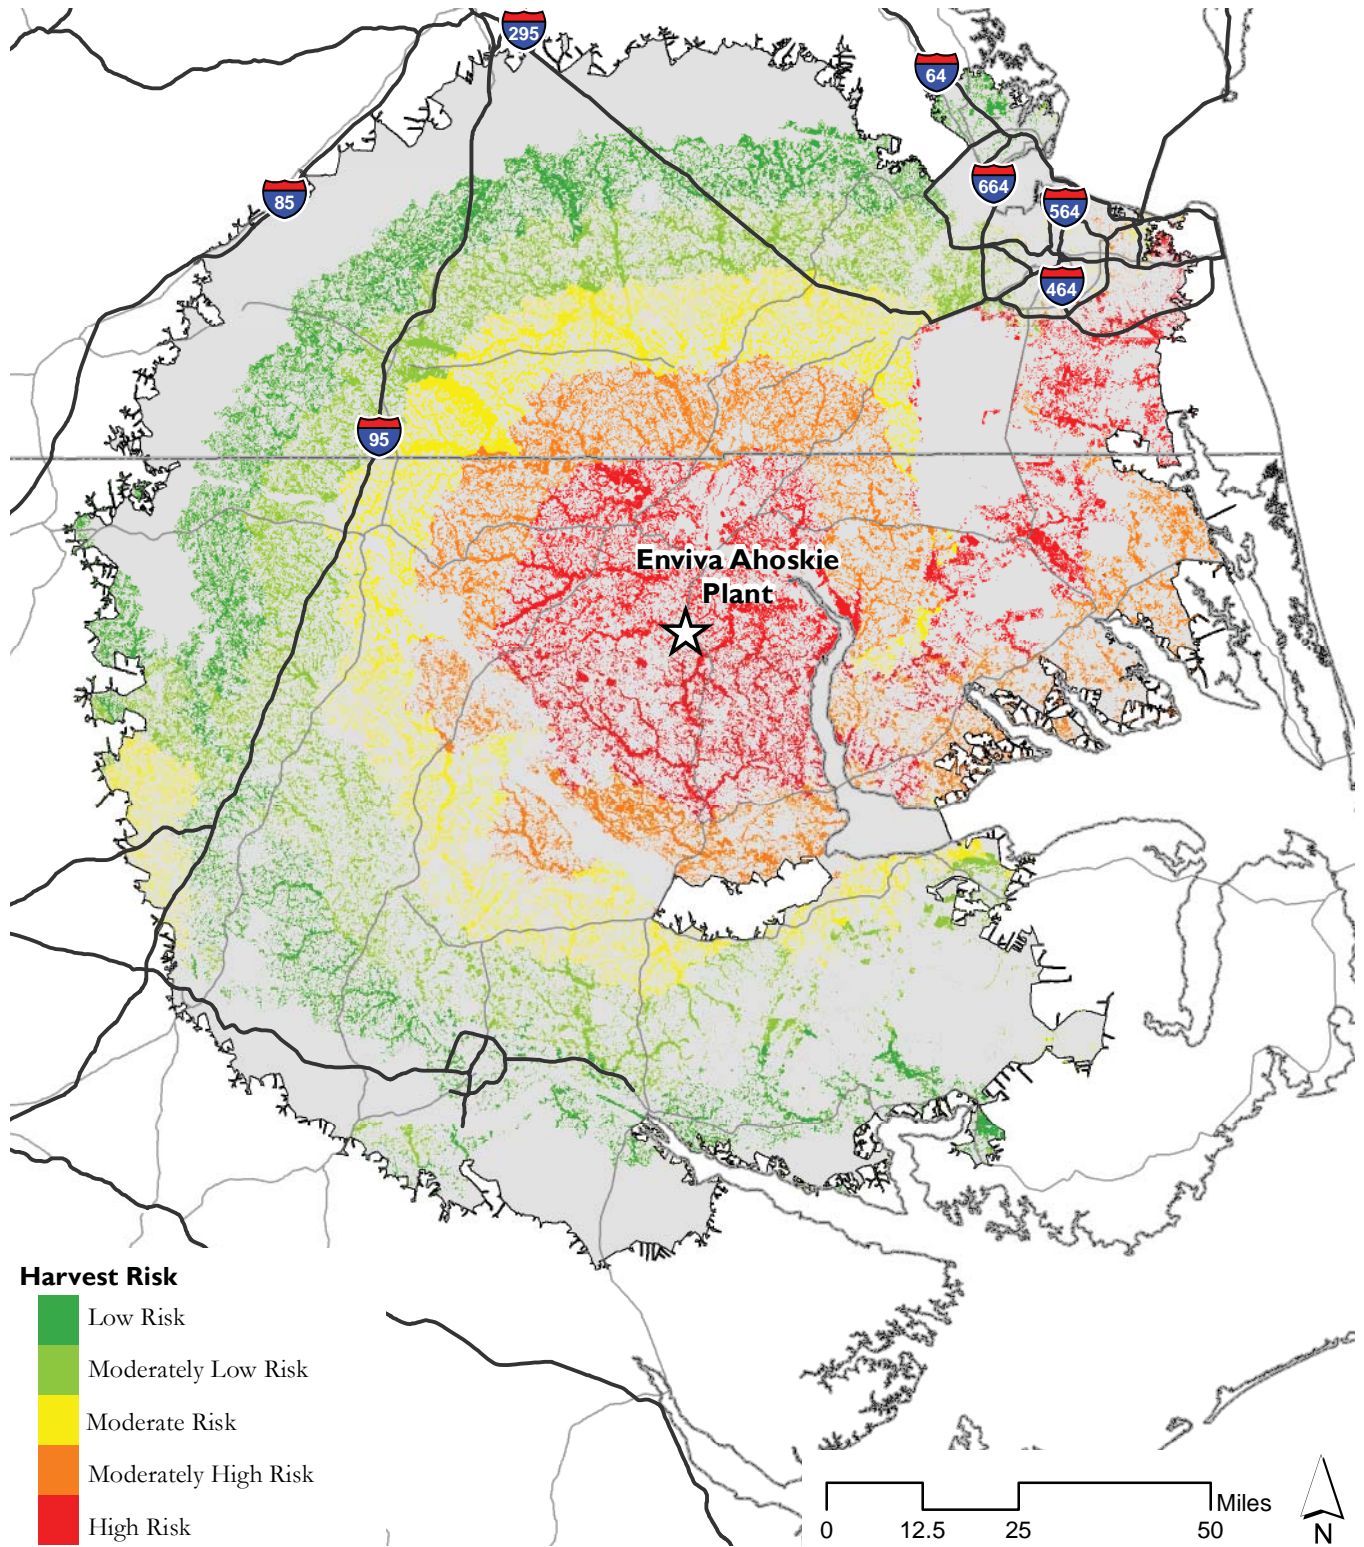 295
64
85
664
564
464
95
Enviva Ahoskie
Plant
Harvest Risk
Low Risk
Moderately Low Risk
Moderate Risk
Moderately High Risk
High Risk
Miles
0 12.5 25 50
N